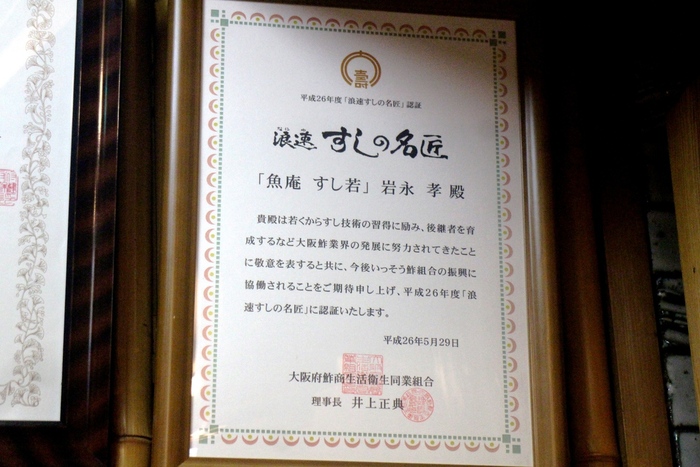 壽
平成26年度「浪速すしの名匠」認証
浪速 すしの名匠
「魚庵 すし若」 岩永 孝 殿
貴殿は若くからすし技術の習得に励み、後継者を育
成するなど大阪鮓業界の発展に努力されてきたこと
に敬意を表すると共に、今後いっそう鮓組合の振興に
協働されることをご期待申し上げ、平成26年度「浪
速すしの名匠」に認証いたします。
平成26年5月29日
大阪府鮓商生活衛生同業組合
理事長 井上正典